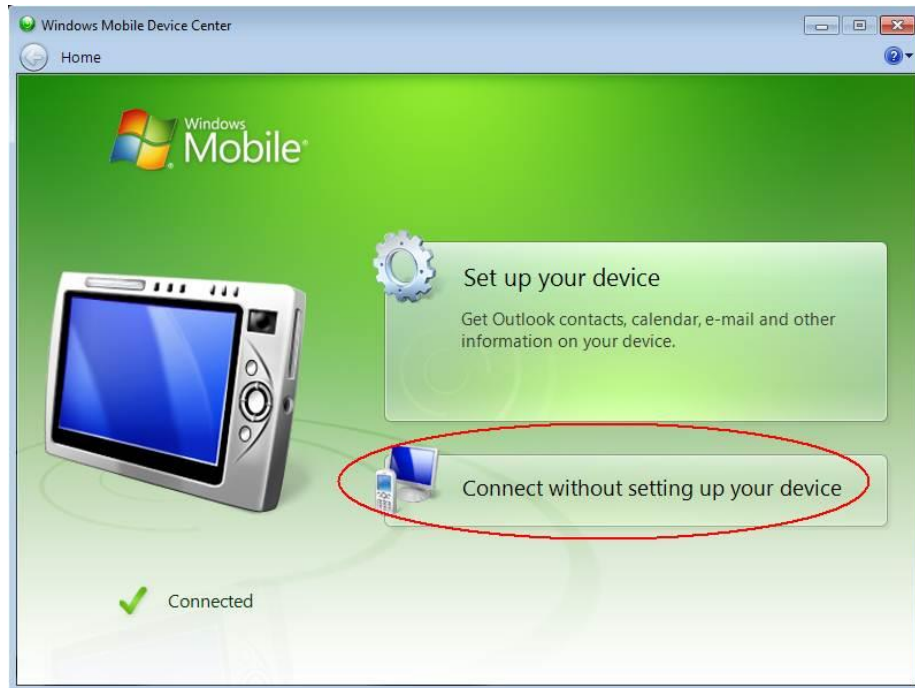 Windows Mobile Device Center
Home
Windows
Mobile
Set up your device
Get Outlook contacts, calendar, e-mail and other
information on your device.
Connect without setting up your device
Connected